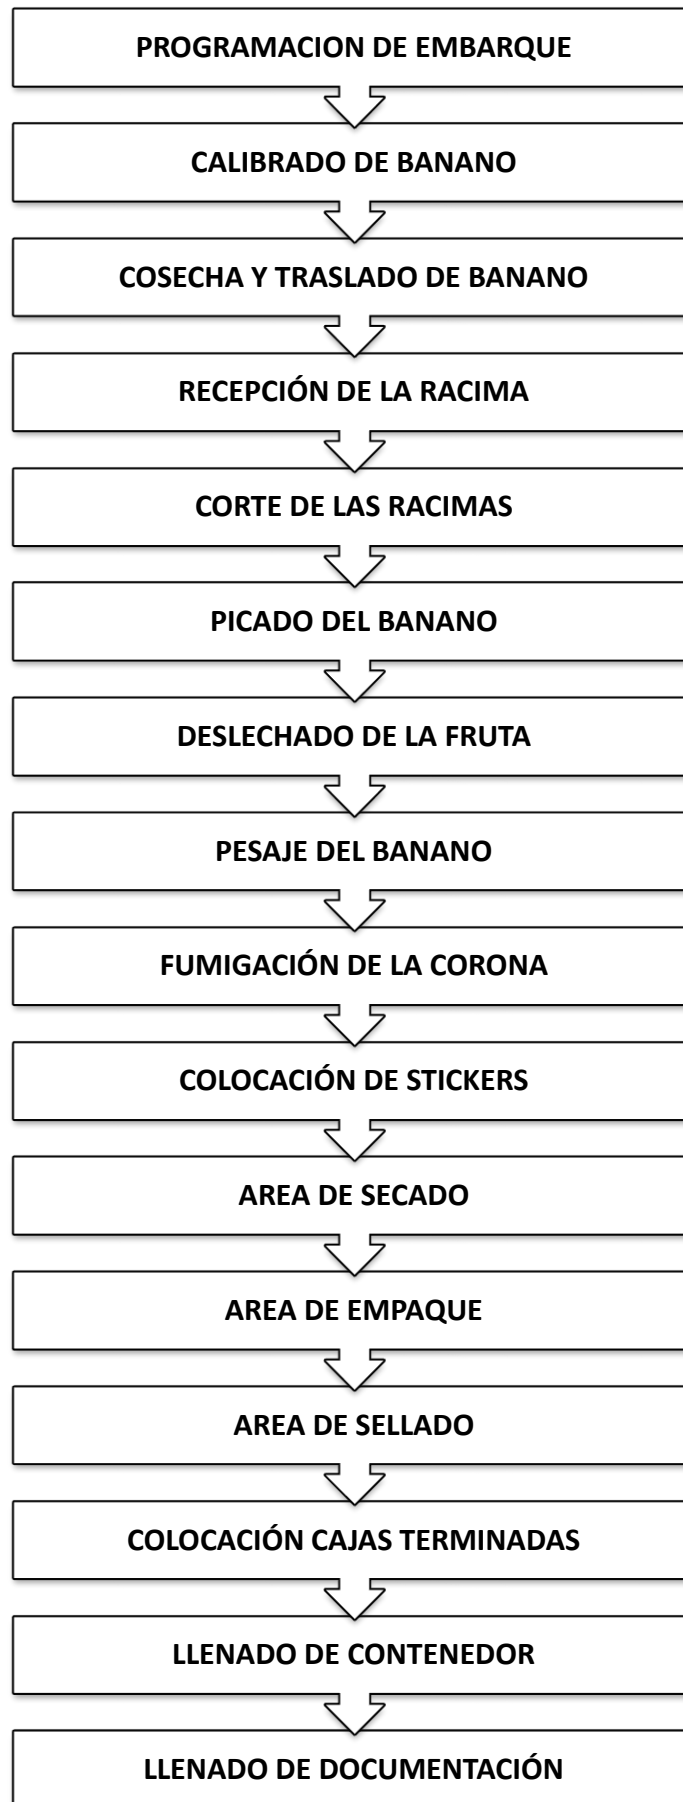 PROGRAMACION DE EMBARQUE
CALIBRADO DE BANANO
COSECHA Y TRASLADO DE BANANO
RECEPCIÓN DE LA RACIMA
CORTE DE LAS RACIMAS
PICADO DEL BANANO
DESLECHADO DE LA FRUTA
PESAJE DEL BANANO
FUMIGACIÓN DE LA CORONA
COLOCACIÓN DE STICKERS
AREA DE SECADO
AREA DE EMPAQUE
AREA DE SELLADO
COLOCACIÓN CAJAS TERMINADAS
LLENADO DE CONTENEDOR
LLENADO DE DOCUMENTACIÓN